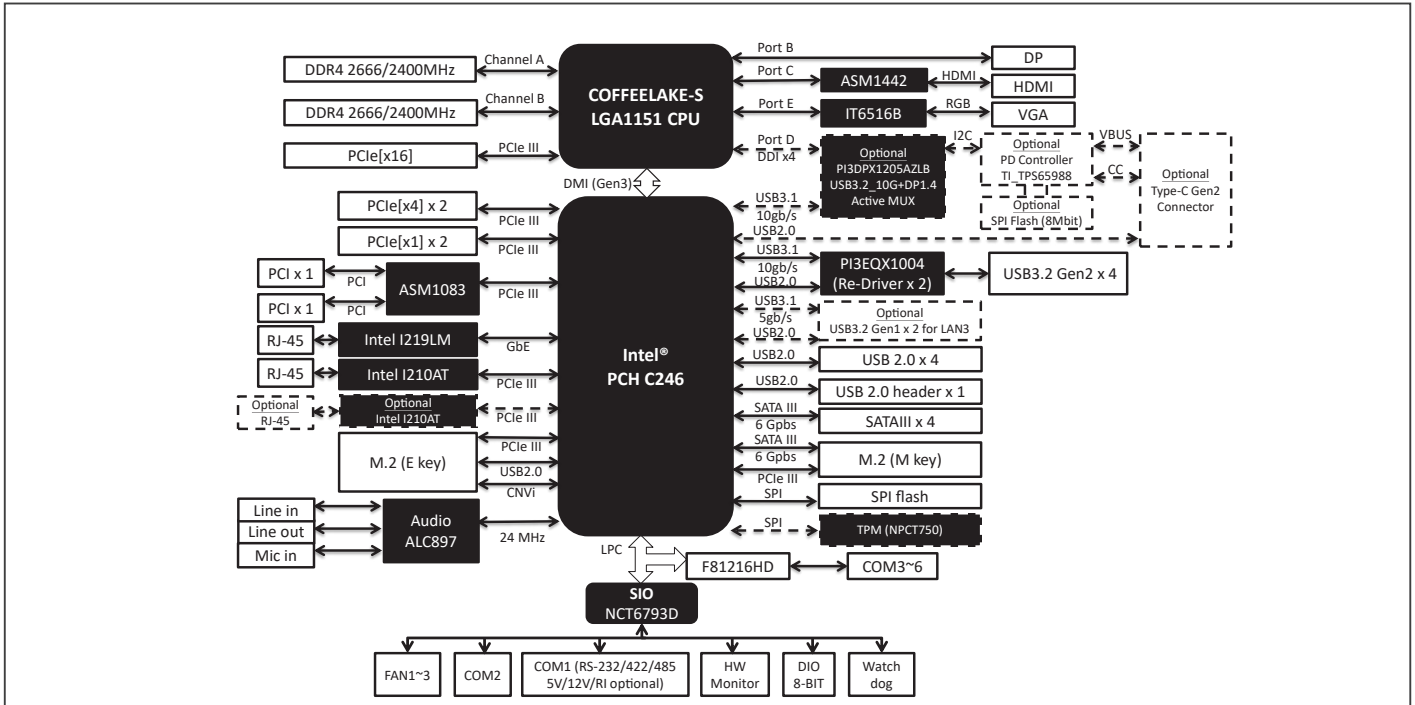 DDR4 2666/2400MHz
Channel A
DDR4 2666/2400MHz
Channel B
PCIe[x16]
PCIe III
COFFEELAKE-S
LGA1151 CPU
Port B
DP
Port C
ASM1442
HDMI
HDMI
Port E
IT6516B
RGB
VGA
Port D
DDI x4
Optional
PI3DPX1205AZLB
USB3.2_10G+DP1.4
Active MUX
I2C
Optional
PD Controller
TI_TPS65988
Optional
SPI Flash (8Mbit)
VBUS
CC
Optional
Type-C Gen2
Connector
DMI (Gen3)
PCIe[x4] x 2
PCIe III
PCIe[x1] x 2
PCIe III
PCI x 1
PCI
PCI x 1
PCI
ASM1083
PCIe III
RJ-45
Intel I219LM
GbE
RJ-45
Intel I210AT
PCIe III
Optional
RJ-45
Optional
Intel I210AT
PCIe III
M.2 (E key)
PCIe III
USB2.0
CNVi
Line in
Line out
Mic in
Audio
ALC897
24 MHz
Intel®
PCH C246
USB3.1
10gb/s
USB2.0
USB3.1
10gb/s
USB2.0
PI3EQX1004
(Re-Driver x 2)
USB3.2 Gen2 x 4
USB3.1
5gb/s
USB2.0
Optional
USB3.2 Gen1 x 2 for LAN3
USB2.0
USB 2.0 x 4
USB2.0
USB 2.0 header x 1
SATA III
6 Gpbs
SATAIII x 4
SATA III
6 Gpbs
PCIe III
M.2 (M key)
SPI
SPI flash
SPI
TPM (NPCT750)
LPC
F81216HD
COM3~6
SIO
NCT6793D
FAN1~3
COM2
COM1 (RS-232/422/485
5V/12V/RI optional)
HW
Monitor
DIO
8-BIT
Watch
dog